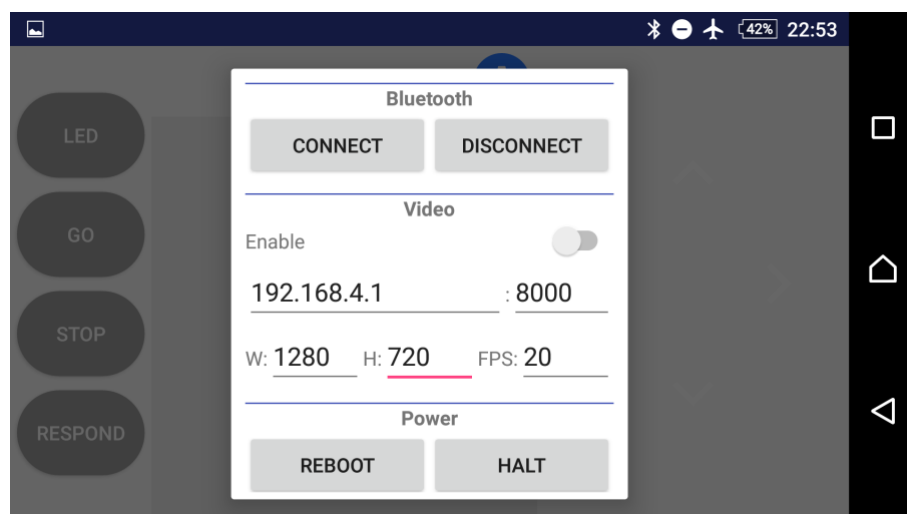 42% 22:53
Bluetooth
LED
CONNECT DISCONNECT
Video
GO
Enable
192.168.4.1 : 8000
STOP
W: 1280 H: 720 FPS: 20
Power
RESPOND
REBOOT HALT